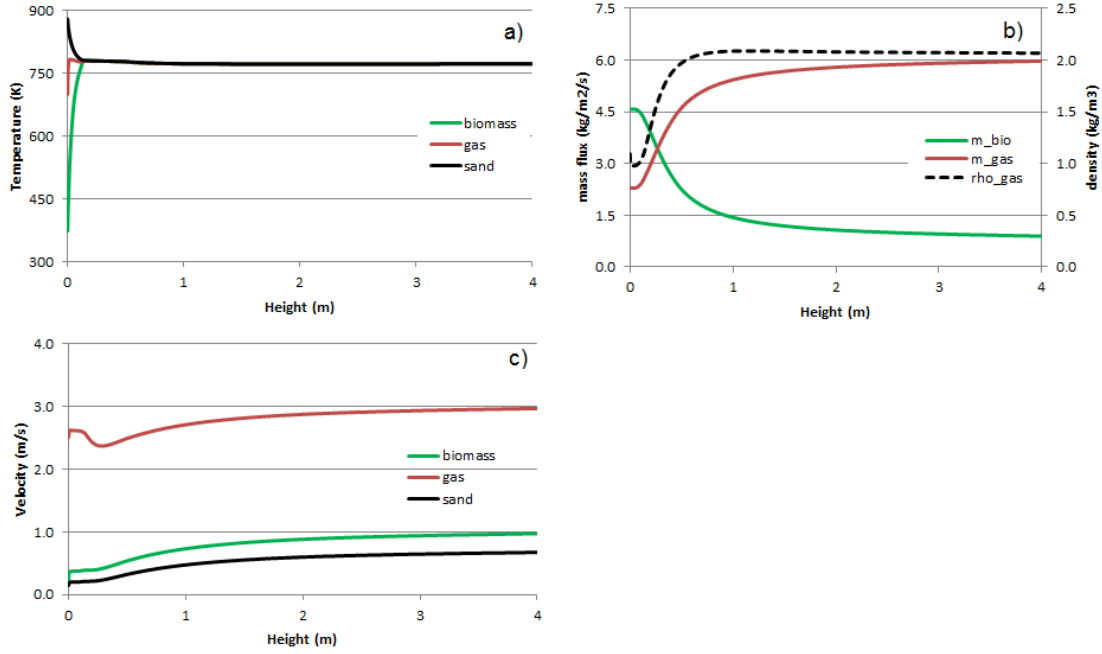 a)
Temperature (K)
900
750
600
450
300
biomass
gas
sand
0 1 2 3 4
Height (m)
b)
mass flux (kg/m2/s)
7.5
6.0
4.5
3.0
1.5
0.0
m_bio
m_gas
rho_gas
2.5
2.0
1.5
1.0
0.5
0.0
density (kg/m3)
0 1 2 3 4
Height (m)
c)
Velocity (m/s)
4.0
3.0
2.0
1.0
0.0
biomass
gas
sand
0 1 2 3 4
Height (m)